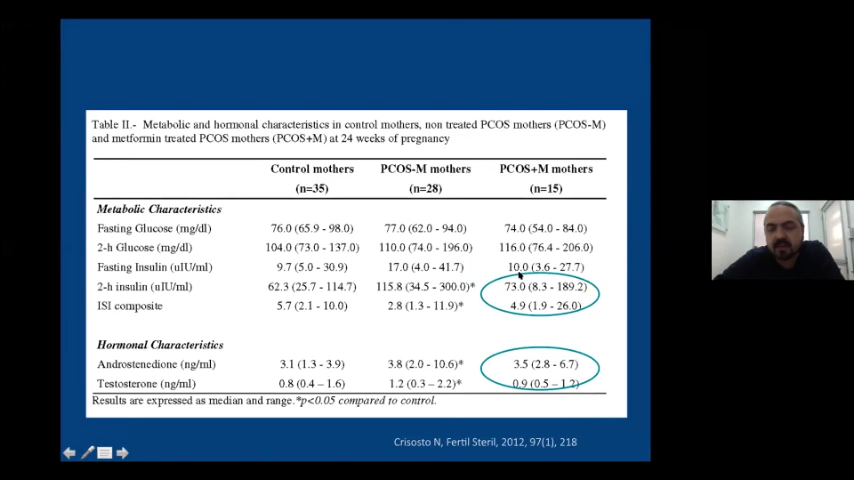 Table II.- Metabolic and hormonal characteristics in control mothers, non treated PCOS mothers (PCOS-M)
and metformin treated PCOS mothers (PCOS+M) at 24 weeks of pregnancy
Control mothers PCOS-M mothers PCOS+M mothers
(n=35) (n=28) (n=15)
Metabolic Characteristics
Fasting Glucose (mg/dl) 76.0 (65.9 - 98.0) 77.0 (62.0 - 94.0) 74.0 (54.0 - 84.0)
2-h Glucose (mg/dl) 104.0 (73.0 - 137.0) 110.0 (74.0 - 196.0) 116.0 (76.4 - 206.0)
Fasting Insulin (uIU/ml) 9.7 (5.0 - 30.9) 17.0 (4.0 - 41.7) 10.0 (3.6 - 27.7)
2-h insulin (uIU/ml) 62.3 (25.7 - 114.7) 115.8 (34.5 - 300.0)* 73.0 (8.3 - 189.2)
ISI composite 5.7 (2.1 - 10.0) 2.8 (1.3 - 11.9)* 4.9 (1.9 - 26.0)
Hormonal Characteristics
Androstenedione (ng/ml) 3.1 (1.3 - 3.9) 3.8 (2.0 - 10.6)* 3.5 (2.8 - 6.7)
Testosterone (ng/ml) 0.8 (0.4 – 1.6) 1.2 (0.3 – 2.2)* 0.9 (0.5 – 1.2)
Results are expressed as median and range.*p<0.05 compared to control.
Crisosto N, Fertil Steril, 2012, 97(1), 218